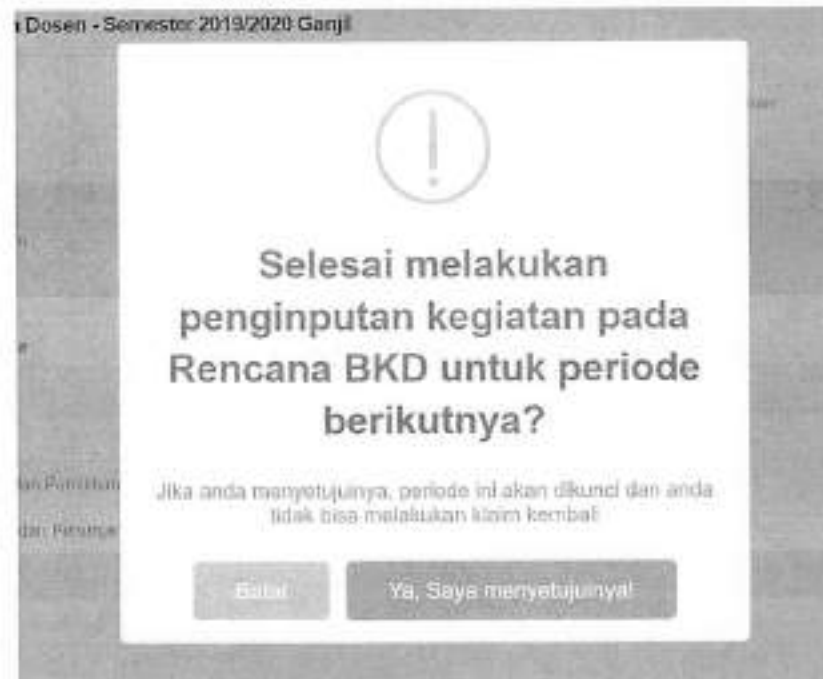 Dosen - Semester 2019/2020 Ganjil
Selesai melakukan
penginputan kegiatan pada
Rencana BKD untuk periode
berikutnya?
Jika anda menyetujuinya, periode ini akan dikunci dan anda
tidak bisa melakukan klaim kembali
Batal
Ya, Saya menyetujuinya!